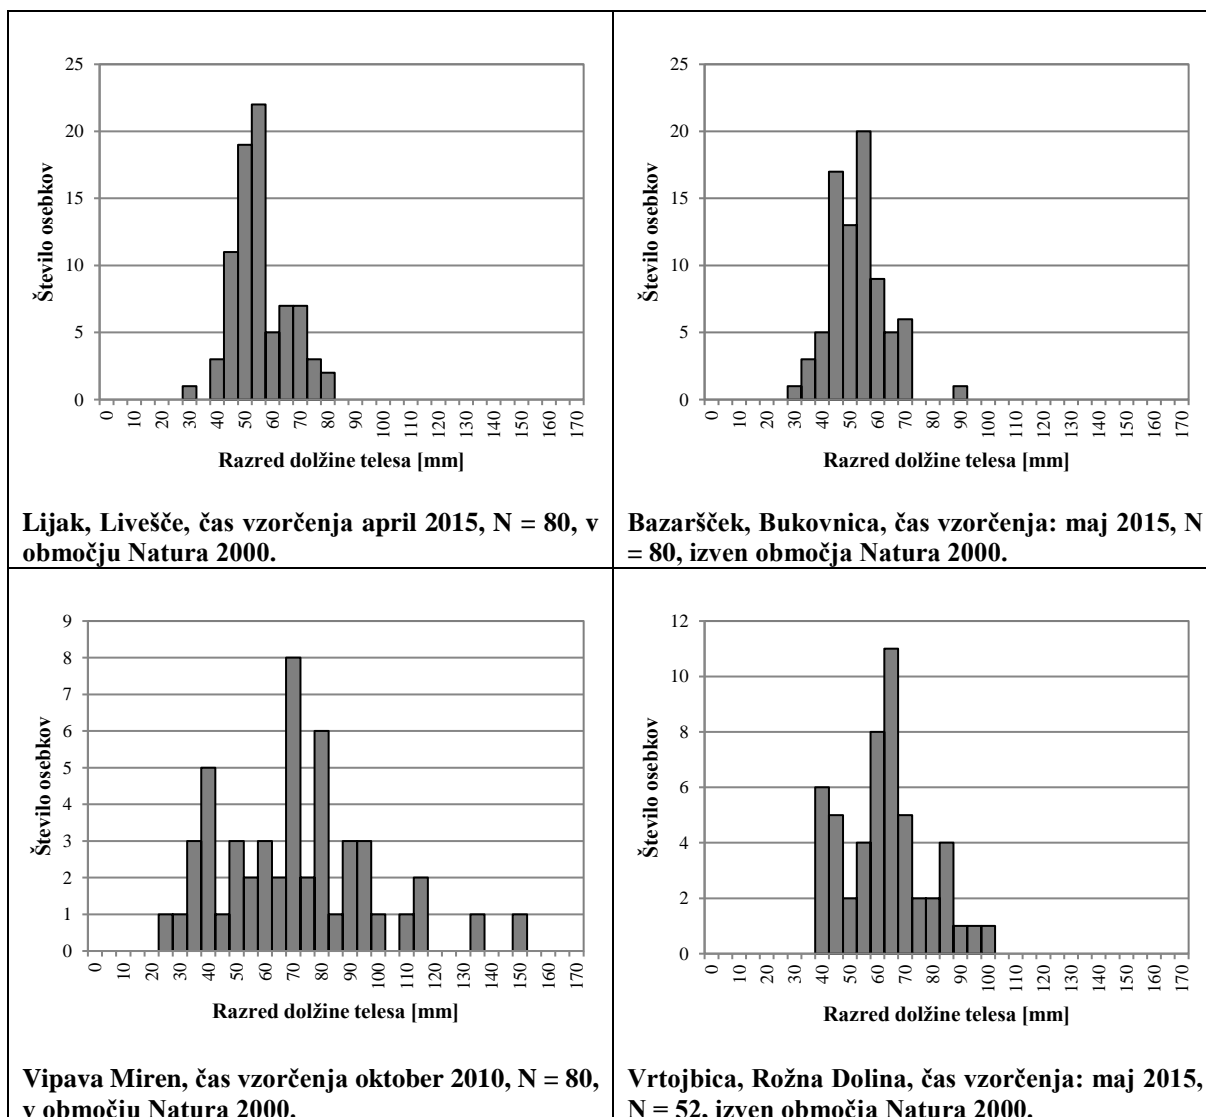 25
20
15
10
5
0
Število osebkov
0 10 20 30 40 50 60 70 80 90 100 110 120 130 140 150 160 170
Razred dolžine telesa [mm]
Lijak, Livešče, čas vzorčenja april 2015, N = 80, v
območju Natura 2000.
25
20
15
10
5
0
Število osebkov
0 10 20 30 40 50 60 70 80 90 100 110 120 130 140 150 160 170
Razred dolžine telesa [mm]
Bazaršček, Bukovnica, čas vzorčenja: maj 2015, N
= 80, izven območja Natura 2000.
9
8
7
6
5
4
3
2
1
0
Število osebkov
0 10 20 30 40 50 60 70 80 90 100 110 120 130 140 150 160 170
Razred dolžine telesa [mm]
Vipava Miren, čas vzorčenja oktober 2010, N = 80,
v območju Natura 2000.
12
10
8
6
4
2
0
Število osebkov
0 10 20 30 40 50 60 70 80 90 100 110 120 130 140 150 160 170
Razred dolžine telesa [mm]
Vrtojbica, Rožna Dolina, čas vzorčenja: maj 2015,
N = 52, izven območja Natura 2000.